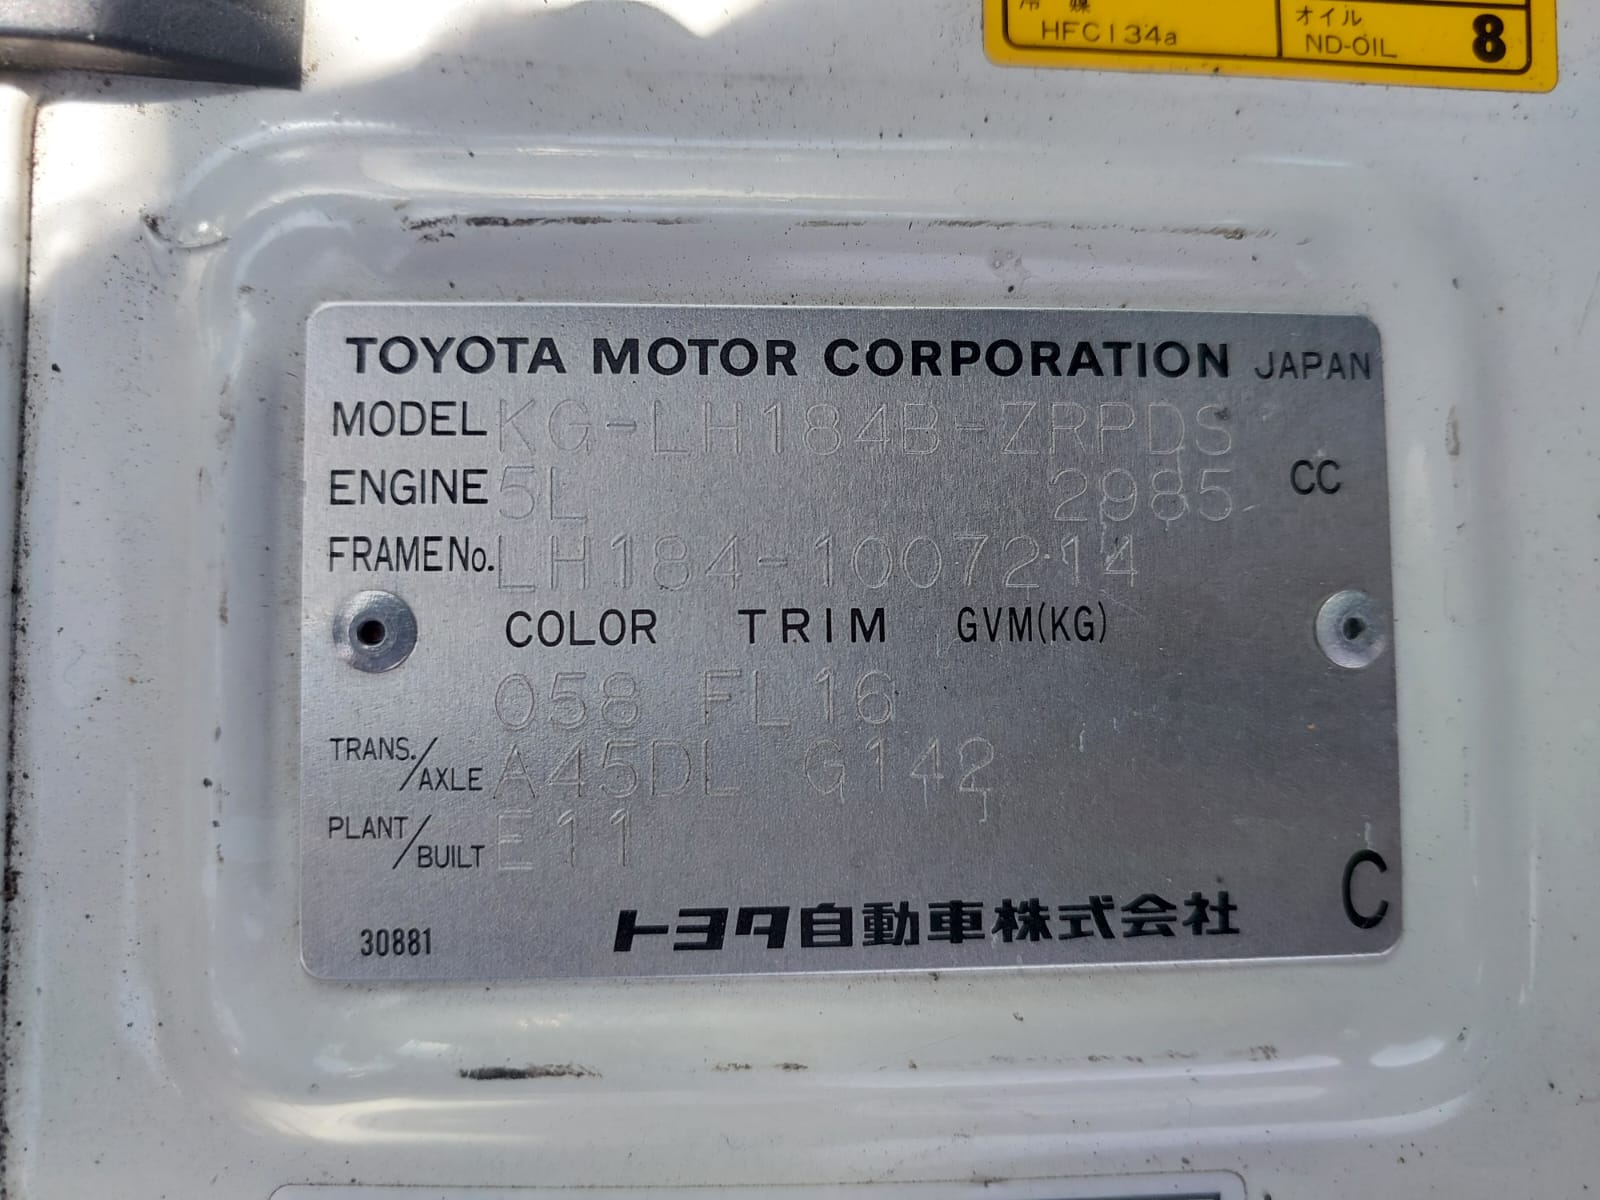 冷媒
オイル
HFC134a
ND-OIL 8
TOYOTA MOTOR CORPORATION JAPAN
MODEL KG-LH184B-ZRPDS
ENGINE 5L 2985 CC
FRAME No. LH184-1007214
COLOR TRIM GVM(KG)
058 FL16
TRANS./AXLE A45DL G142
PLANT/BUILT E11
C
30881 トヨタ自動車株式会社